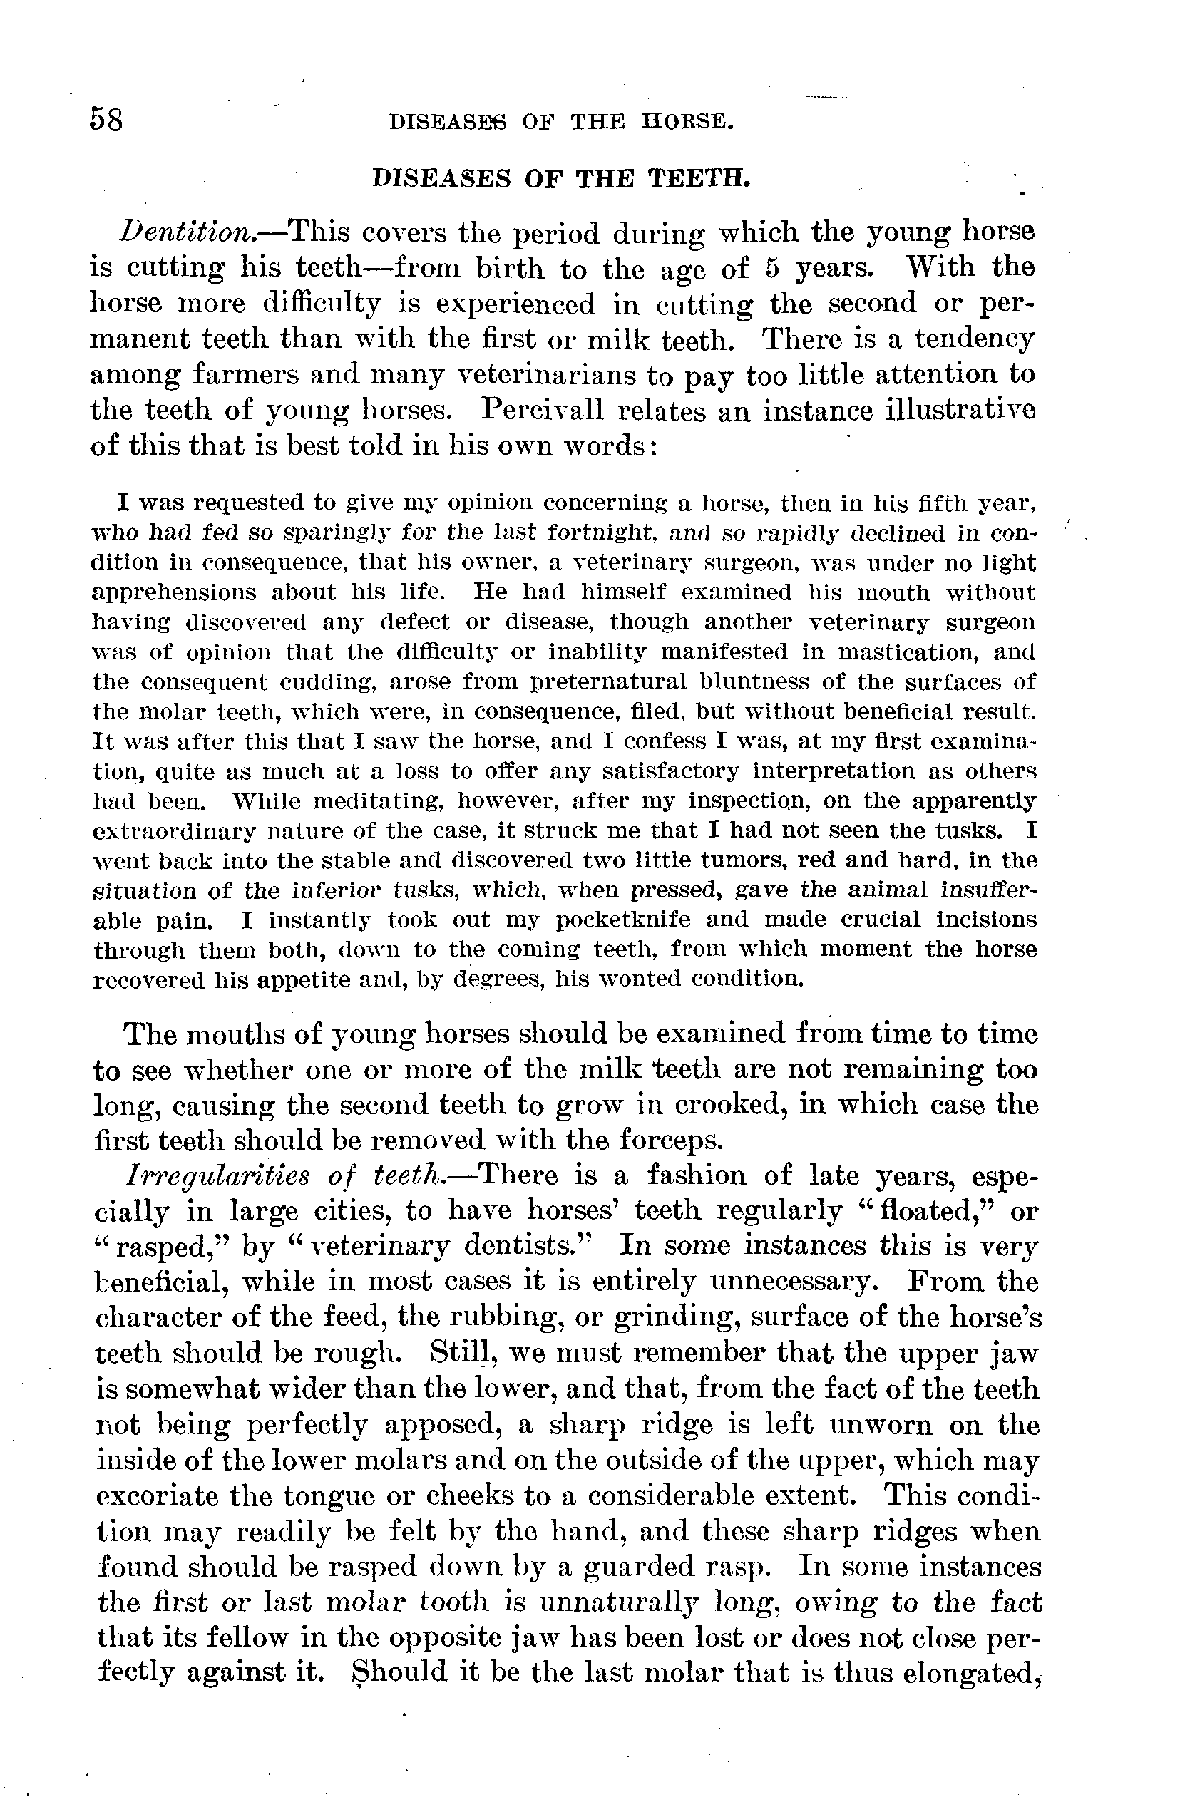 58 DISEASES OF THE HORSE.
DISEASES OF THE TEETH.
Dentition.—This covers the period during which the young horse
is cutting his teeth—from birth to the age of 5 years. With the
horse more difficulty is experienced in cutting the second or per-
manent teeth than with the first or milk teeth. There is a tendency
among farmers and many veterinarians to pay too little attention to
the teeth of young horses. Percivall relates an instance illustrative
of this that is best told in his own words:
I was requested to give my opinion concerning a horse, then in his fifth year,
who had fed so sparingly for the last fortnight, and so rapidly declined in con-
dition in consequence, that his owner, a veterinary surgeon, was under no light
apprehensions about his life. He had himself examined his mouth without
having discovered any defect or disease, though another veterinary surgeon
was of opinion that the difficulty or inability manifested in mastication, and
the consequent cudding, arose from preternatural bluntness of the surfaces of
the molar teeth, which were, in consequence, filed, but without beneficial result.
It was after this that I saw the horse, and I confess I was, at my first examina-
tion, quite as much at a loss to offer any satisfactory interpretation as others
had been. While meditating, however, after my inspection, on the apparently
extraordinary nature of the case, it struck me that I had not seen the tusks. I
went back into the stable and discovered two little tumors, red and hard, in the
situation of the inferior tusks, which, when pressed, gave the animal insuffer-
able pain. I instantly took out my pocketknife and made crucial incisions
through them both, down to the coming teeth, from which moment the horse
recovered his appetite and, by degrees, his wonted condition.
The mouths of young horses should be examined from time to time
to see whether one or more of the milk teeth are not remaining too
long, causing the second teeth to grow in crooked, in which case the
first teeth should be removed with the forceps.
Irregularities of teeth.—There is a fashion of late years, espe-
cially in large cities, to have horses' teeth regularly "floated," or
"rasped," by "veterinary dentists." In some instances this is very
beneficial, while in most cases it is entirely unnecessary. From the
character of the feed, the rubbing, or grinding, surface of the horse's
teeth should be rough. Still, we must remember that the upper jaw
is somewhat wider than the lower, and that, from the fact of the teeth
not being perfectly apposed, a sharp ridge is left unworn on the
inside of the lower molars and on the outside of the upper, which may
excoriate the tongue or cheeks to a considerable extent. This condi-
tion may readily be felt by the hand, and these sharp ridges when
found should be rasped down by a guarded rasp. In some instances
the first or last molar tooth is unnaturally long, owing to the fact
that its fellow in the opposite jaw has been lost or does not close per-
fectly against it. Should it be the last molar that is thus elongated,